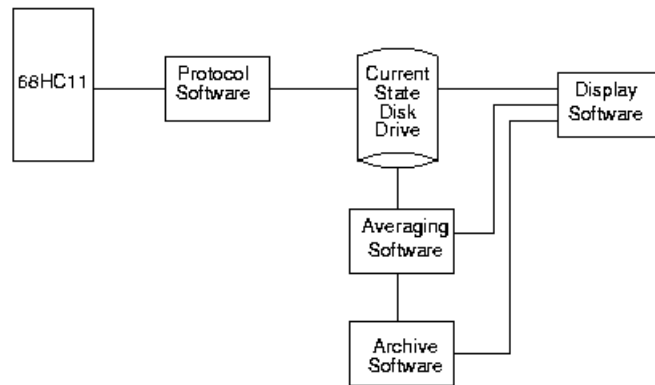 68HC11
Protocol
Software
Current
State
Disk
Drive
Display
Software
Averaging
Software
Archive
Software